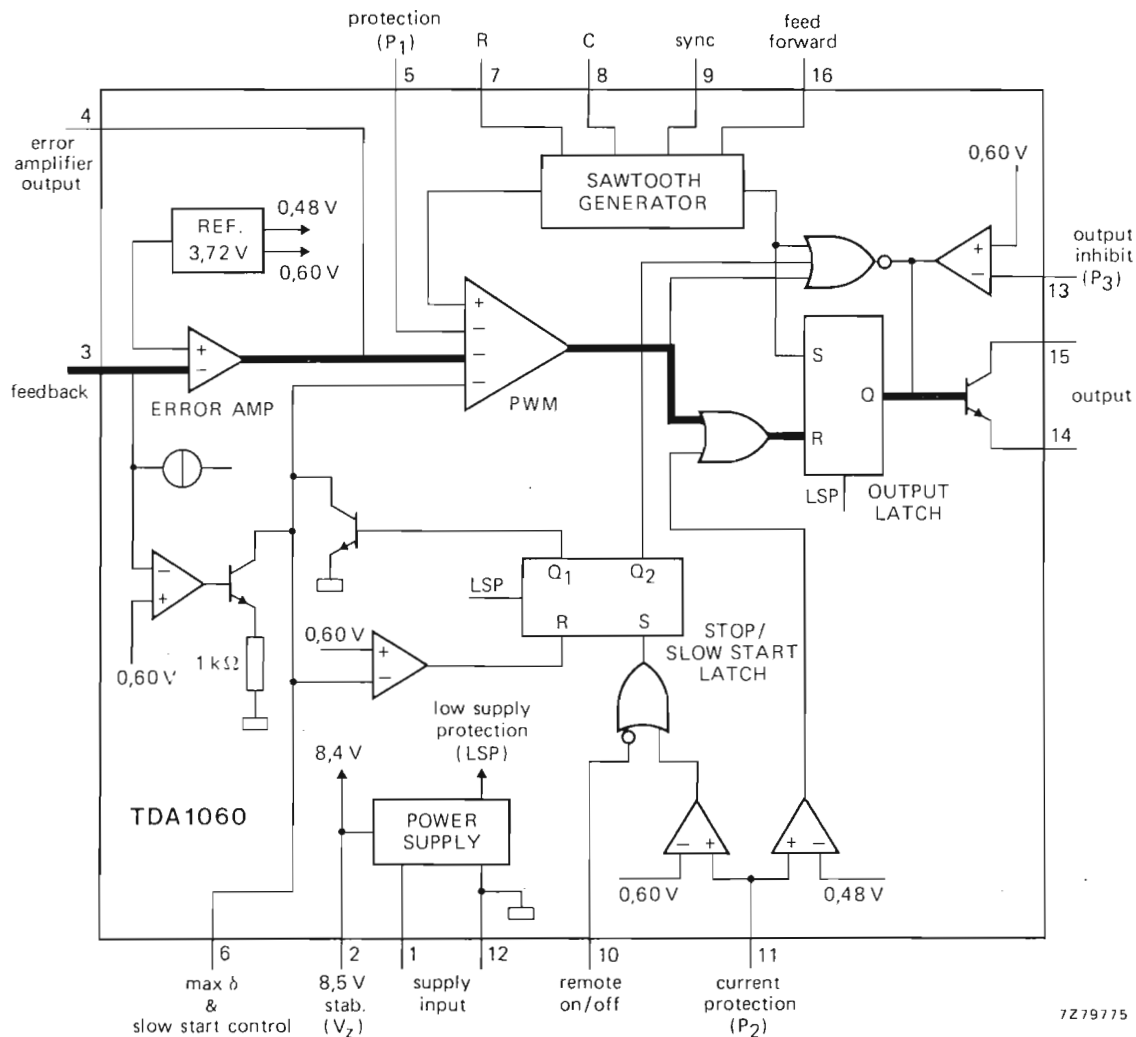 protection
(P1)
R
C
sync
feed
forward
5
7
8
9
16
4
error
amplifier
output
0,60 V
SAWTOOTH
GENERATOR
REF.
3,72 V
0,48 V
0,60 V
output
inhibit
(P3)
13
+
−
+
−
−
−
PWM
3
feedback
+
−
ERROR AMP
S
Q
R
LSP
OUTPUT
LATCH
15
output
14
−
+
0,60 V
1 kΩ
LSP
Q1
Q2
R
S
STOP/
SLOW START
LATCH
0,60 V
+
−
low supply
protection
(LSP)
8,4 V
POWER
SUPPLY
TDA1060
−
+
+
−
0,60 V
0,48 V
6
2
1
12
10
11
max δ
&
slow start control
8,5 V
stab.
(Vz)
supply
input
remote
on/off
current
protection
(P2)
7Z79775